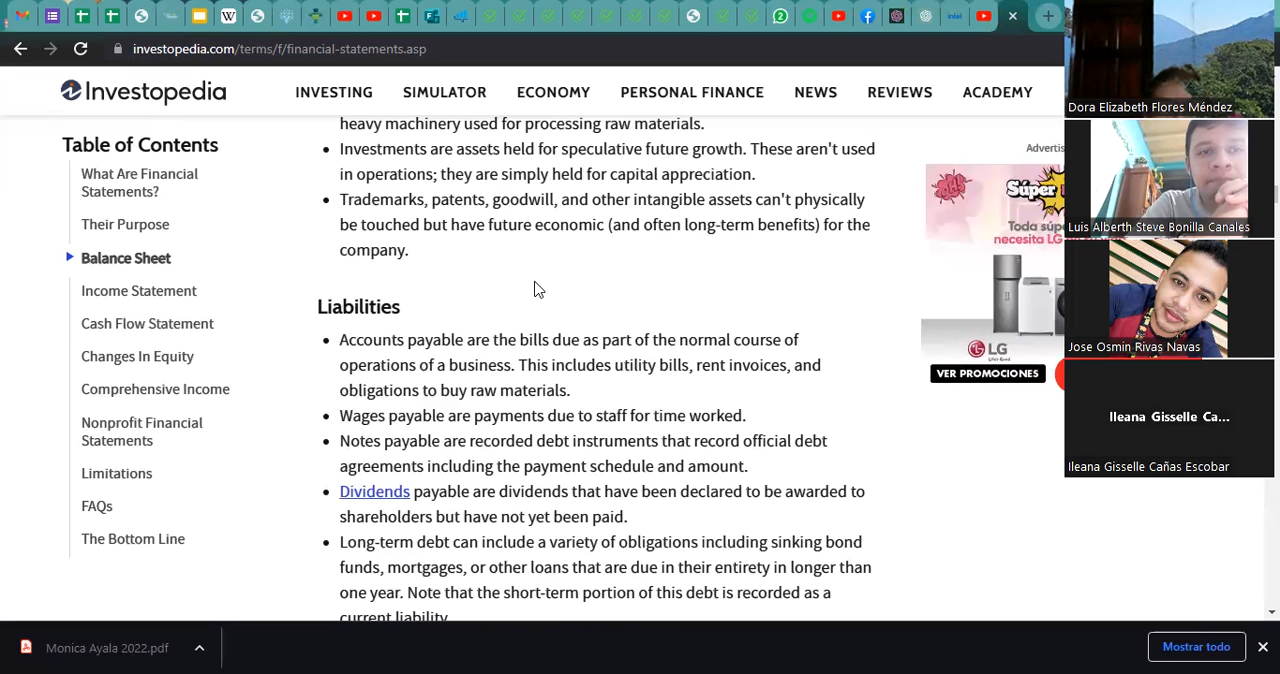 investopedia.com/terms/f/financial-statements.asp
Investopedia
INVESTING
SIMULATOR
ECONOMY
PERSONAL FINANCE
NEWS
REVIEWS
ACADEMY
Table of Contents
What Are Financial
Statements?
Their Purpose
Balance Sheet
Income Statement
Cash Flow Statement
Changes In Equity
Comprehensive Income
Nonprofit Financial
Statements
Limitations
FAQs
The Bottom Line
heavy machinery used for processing raw materials.
• Investments are assets held for speculative future growth. These aren't used
in operations; they are simply held for capital appreciation.
• Trademarks, patents, goodwill, and other intangible assets can't physically
be touched but have future economic (and often long-term benefits) for the
company.
Liabilities
• Accounts payable are the bills due as part of the normal course of
operations of a business. This includes utility bills, rent invoices, and
obligations to buy raw materials.
• Wages payable are payments due to staff for time worked.
• Notes payable are recorded debt instruments that record official debt
agreements including the payment schedule and amount.
• Dividends payable are dividends that have been declared to be awarded to
shareholders but have not yet been paid.
• Long-term debt can include a variety of obligations including sinking bond
funds, mortgages, or other loans that are due in their entirety in longer than
one year. Note that the short-term portion of this debt is recorded as a
current liability.
Súper
necesita LG
LG
VER PROMOCIONES
Dora Elizabeth Flores Méndez
Luis Alberth Steve Bonilla Canales
Jose Osmin Rivas Navas
Ileana Gisselle Ca...
Ileana Gisselle Cañas Escobar
Monica Ayala 2022.pdf
Mostrar todo